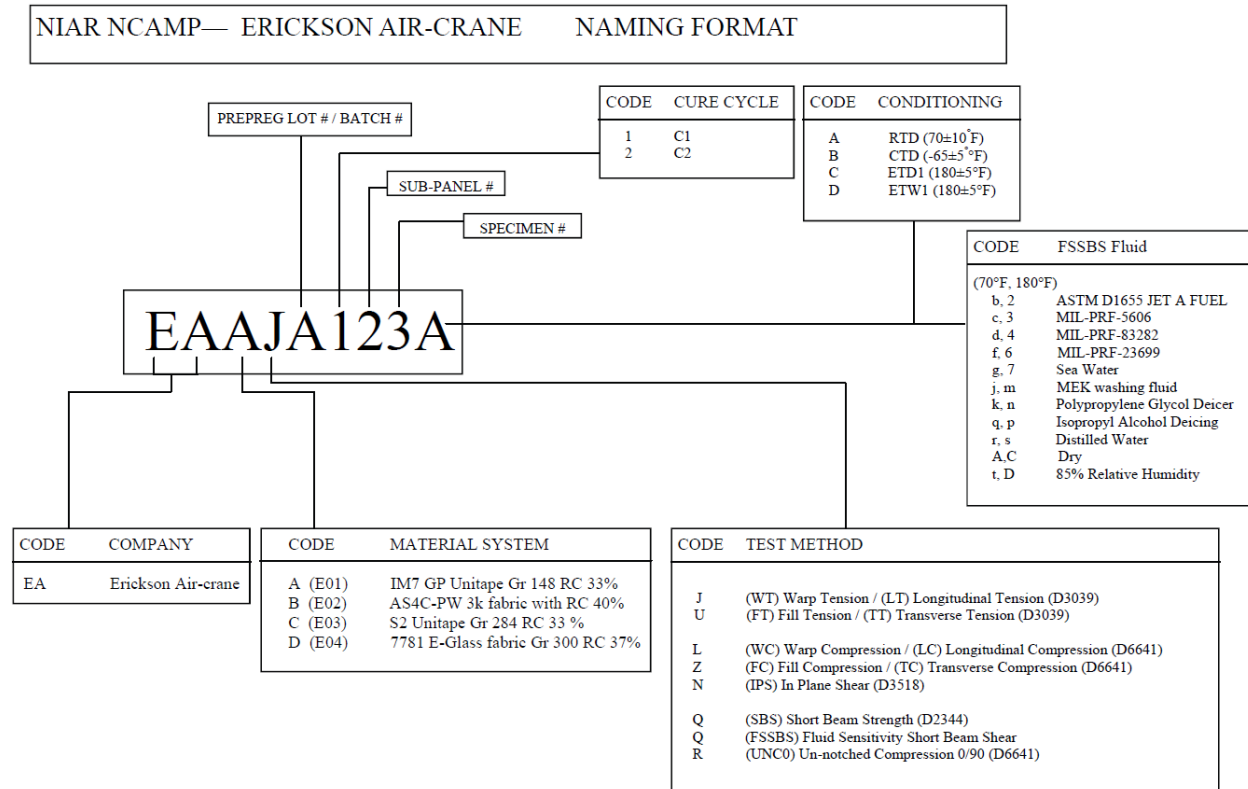 NIAR NCAMP— ERICKSON AIR-CRANE NAMING FORMAT
PREPREG LOT # / BATCH #
CODE CURE CYCLE
1 C1
2 C2
CODE CONDITIONING
A RTD (70±10°F)
B CTD (-65±5°°F)
C ETD1 (180±5°F)
D ETW1 (180±5°F)
SUB-PANEL #
SPECIMEN #
CODE FSSBS Fluid
(70°F, 180°F)
b, 2 ASTM D1655 JET A FUEL
c, 3 MIL-PRF-5606
d, 4 MIL-PRF-83282
f, 6 MIL-PRF-23699
g, 7 Sea Water
j, m MEK washing fluid
k, n Polypropylene Glycol Deicer
q, p Isopropyl Alcohol Deicing
r, s Distilled Water
A,C Dry
t, D 85% Relative Humidity
EAAJA123A
CODE COMPANY
EA Erickson Air-crane
CODE MATERIAL SYSTEM
A (E01) IM7 GP Unitape Gr 148 RC 33%
B (E02) AS4C-PW 3k fabric with RC 40%
C (E03) S2 Unitape Gr 284 RC 33 %
D (E04) 7781 E-Glass fabric Gr 300 RC 37%
CODE TEST METHOD
J (WT) Warp Tension / (LT) Longitudinal Tension (D3039)
U (FT) Fill Tension / (TT) Transverse Tension (D3039)
L (WC) Warp Compression / (LC) Longitudinal Compression (D6641)
Z (FC) Fill Compression / (TC) Transverse Compression (D6641)
N (IPS) In Plane Shear (D3518)
Q (SBS) Short Beam Strength (D2344)
Q (FSSBS) Fluid Sensitivity Short Beam Shear
R (UNC0) Un-notched Compression 0/90 (D6641)